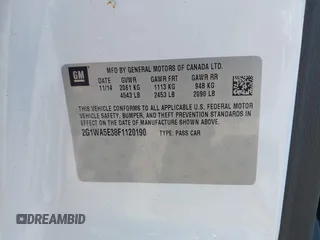 GM
MFD BY GENERAL MOTORS OF CANADA LTD.
11/14 GVWR GAWR FRT GAWR RR
2061 KG 1113 KG 948 KG
4543 LB 2453 LB 2090 LB
THIS VEHICLE CONFORMS TO ALL APPLICABLE U.S. FEDERAL MOTOR
VEHICLE SAFETY, BUMPER, AND THEFT PREVENTION STANDARDS
IN EFFECT ON THE DATE OF MANUFACTURE SHOWN ABOVE.
2G1WA5E38F1120190 TYPE: PASS CAR
DREAMBID